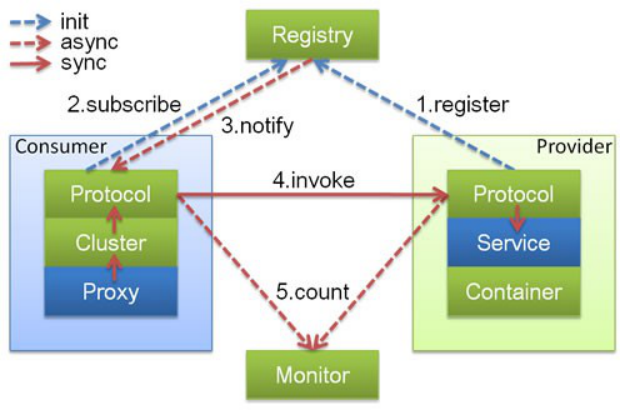 init
async
sync
Registry
2.subscribe
1.register
3.notify
Consumer
Provider
Protocol
4.invoke
Protocol
Cluster
Service
Proxy
5.count
Container
Monitor